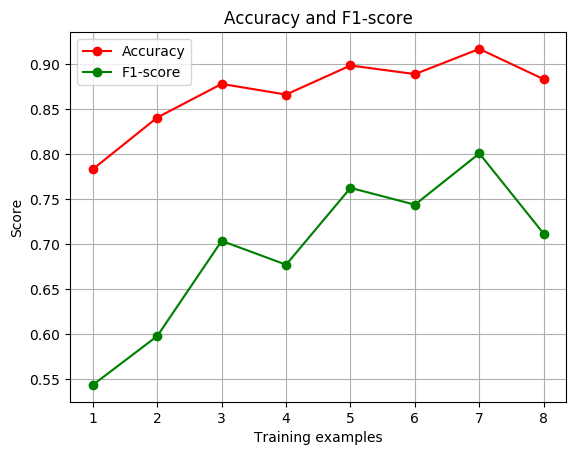 Accuracy and F1-score
Accuracy
F1-score
0.90
0.85
0.80
0.75
0.70
0.65
0.60
0.55
Score
1 2 3 4 5 6 7 8
Training examples